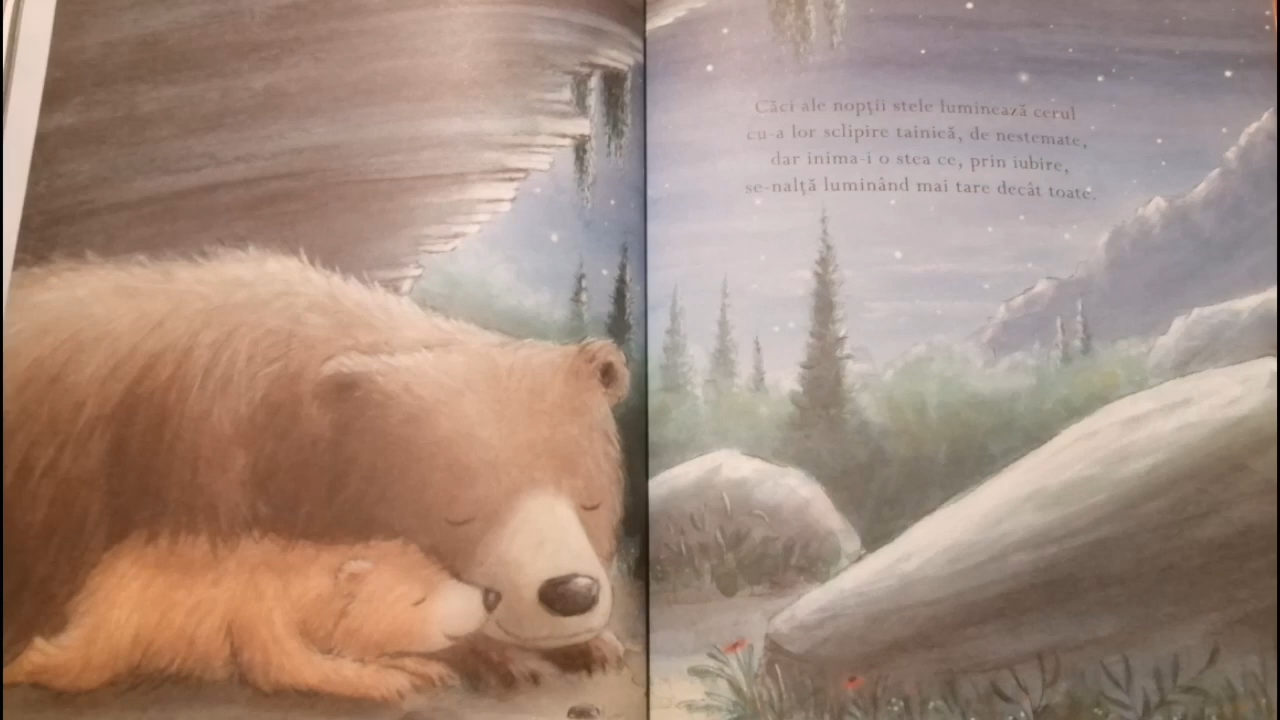 Căci ale nopții stele luminează cerul
cu-a lor sclipire tainică, de nestemate,
dar inima-i o stea ce, prin iubire,
se-nalță luminând mai tare decât toate.